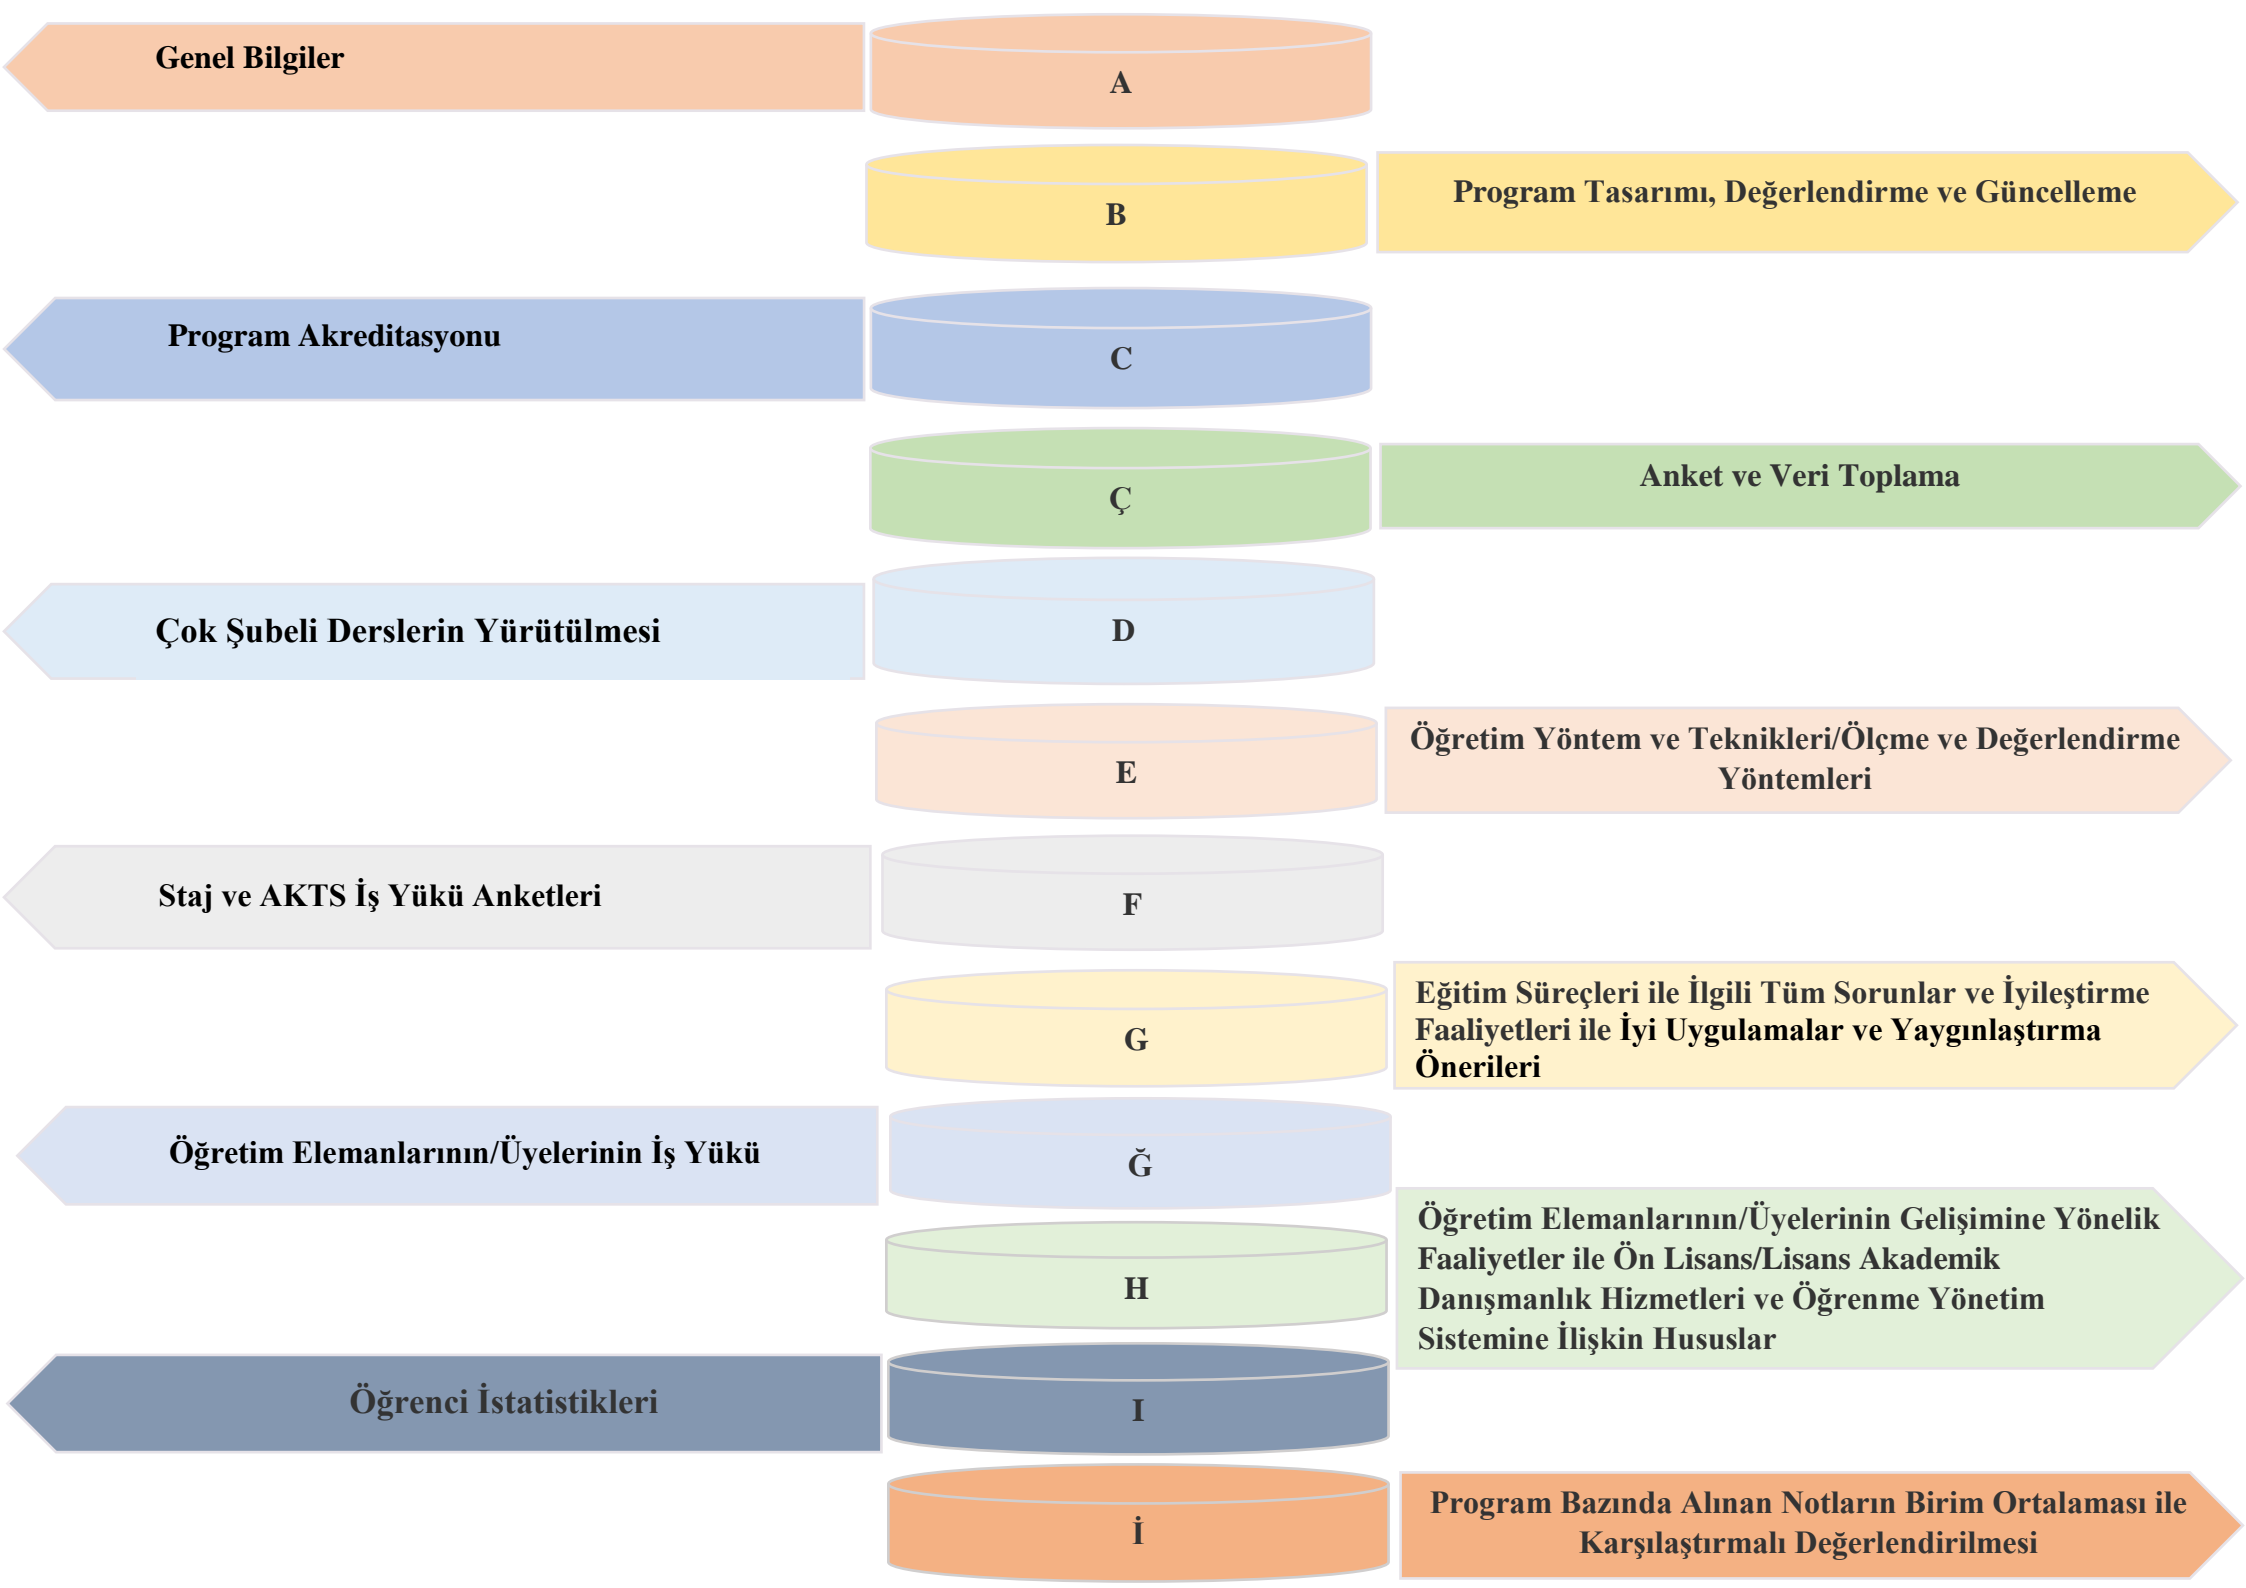 Genel Bilgiler
A
B
Program Tasarımı, Değerlendirme ve Güncelleme
Program Akreditasyonu
C
Ç
Anket ve Veri Toplama
Çok Şubeli Derslerin Yürütülmesi
D
E
Öğretim Yöntem ve Teknikleri/Ölçme ve Değerlendirme
Yöntemleri
Staj ve AKTS İş Yükü Anketleri
F
G
Eğitim Süreçleri ile İlgili Tüm Sorunlar ve İyileştirme
Faaliyetleri ile İyi Uygulamalar ve Yaygınlaştırma
Önerileri
Öğretim Elemanlarının/Üyelerinin İş Yükü
Ğ
H
Öğretim Elemanlarının/Üyelerinin Gelişimine Yönelik
Faaliyetler ile Ön Lisans/Lisans Akademik
Danışmanlık Hizmetleri ve Öğrenme Yönetim
Sistemine İlişkin Hususlar
Öğrenci İstatistikleri
I
İ
Program Bazında Alınan Notların Birim Ortalaması ile
Karşılaştırmalı Değerlendirilmesi